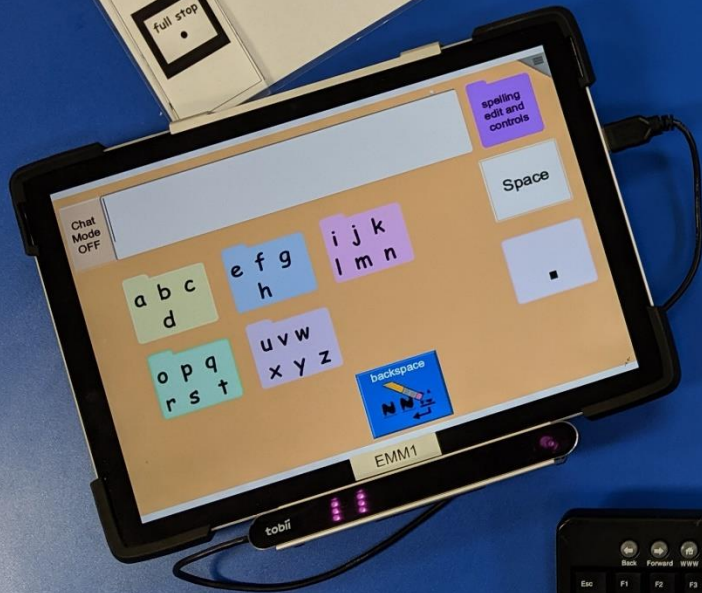 full stop
spelling
edit and
controls
Chat
Mode
OFF
Space
a b c
d
e f g
h
i j k
l m n
.
o p q
r s t
u v w
x y z
backspace
EMM1
tobii
Back Forward WWW
Esc F1 F2 F3